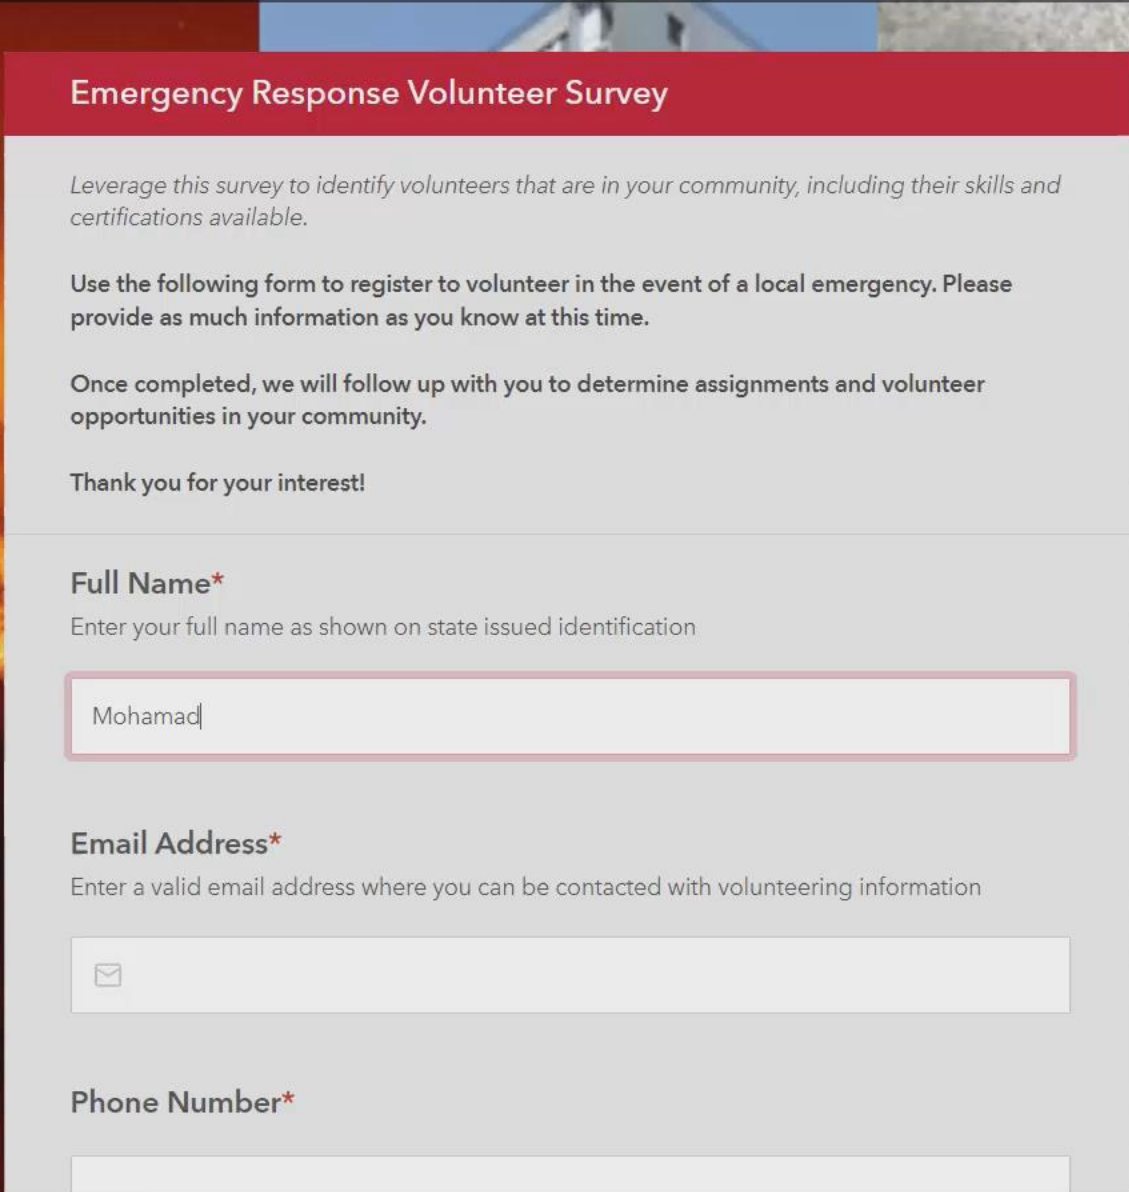 Emergency Response Volunteer Survey
Leverage this survey to identify volunteers that are in your community, including their skills and
certifications available.
Use the following form to register to volunteer in the event of a local emergency. Please
provide as much information as you know at this time.
Once completed, we will follow up with you to determine assignments and volunteer
opportunities in your community.
Thank you for your interest!
Full Name*
Enter your full name as shown on state issued identification
Mohamad
Email Address*
Enter a valid email address where you can be contacted with volunteering information
Phone Number*